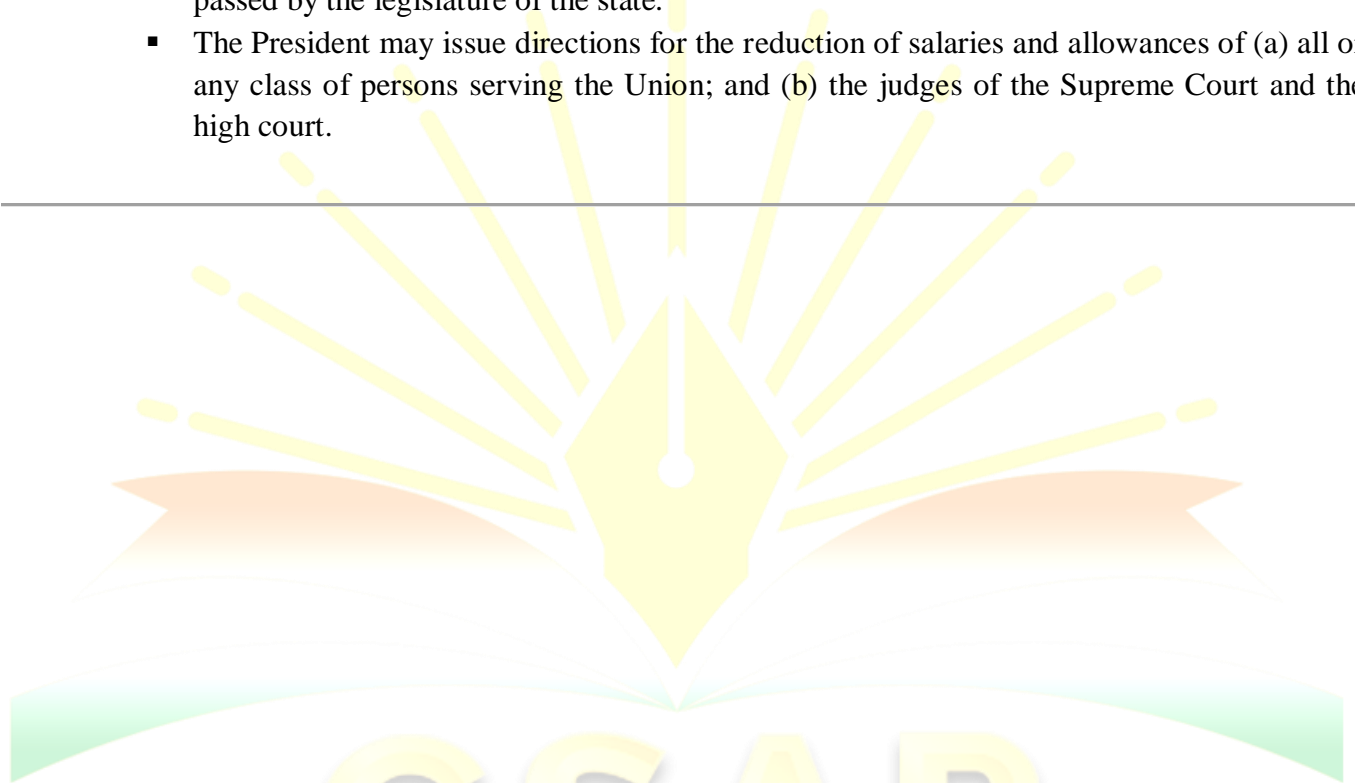 passed by the legislature of the state.
▪ The President may issue directions for the reduction of salaries and allowances of (a) all or
any class of persons serving the Union; and (b) the judges of the Supreme Court and the
high court.